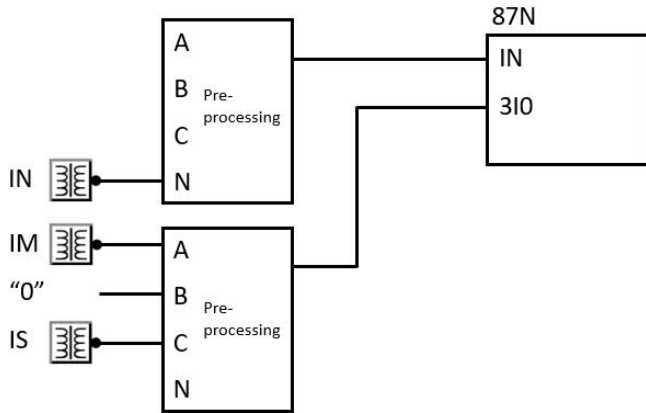 87N
A
B
C
N
Pre-
processing
IN
3I0
IN
IM
"0"
IS
A
B
C
N
Pre-
processing